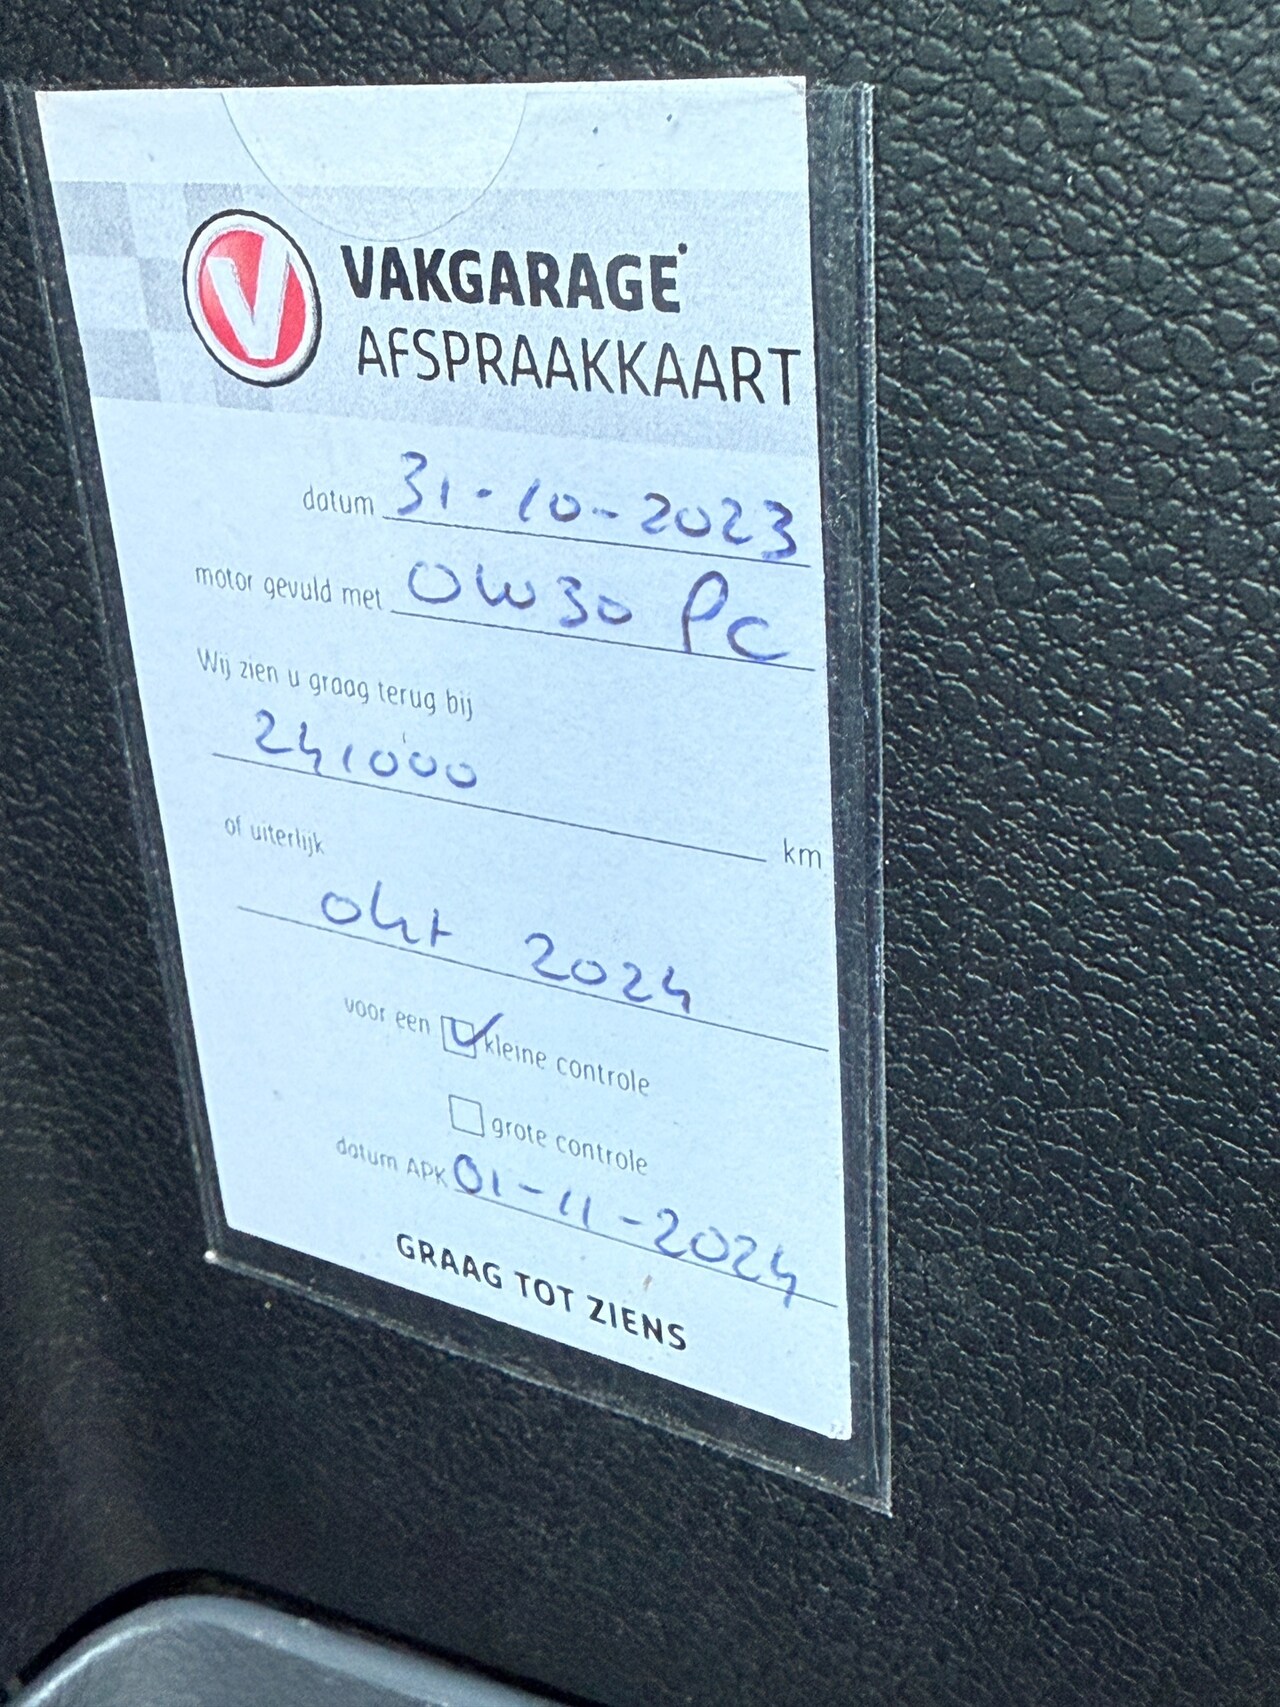 V
VAKGARAGE
AFSPRAAKKAART
datum 31-10-2023
motor gevuld met 0W30 PC
Wij zien u graag terug bij
241000 km
of uiterlijk
okt 2024
voor een kleine controle
grote controle
datum APK 01-11-2024
GRAAG TOT ZIENS